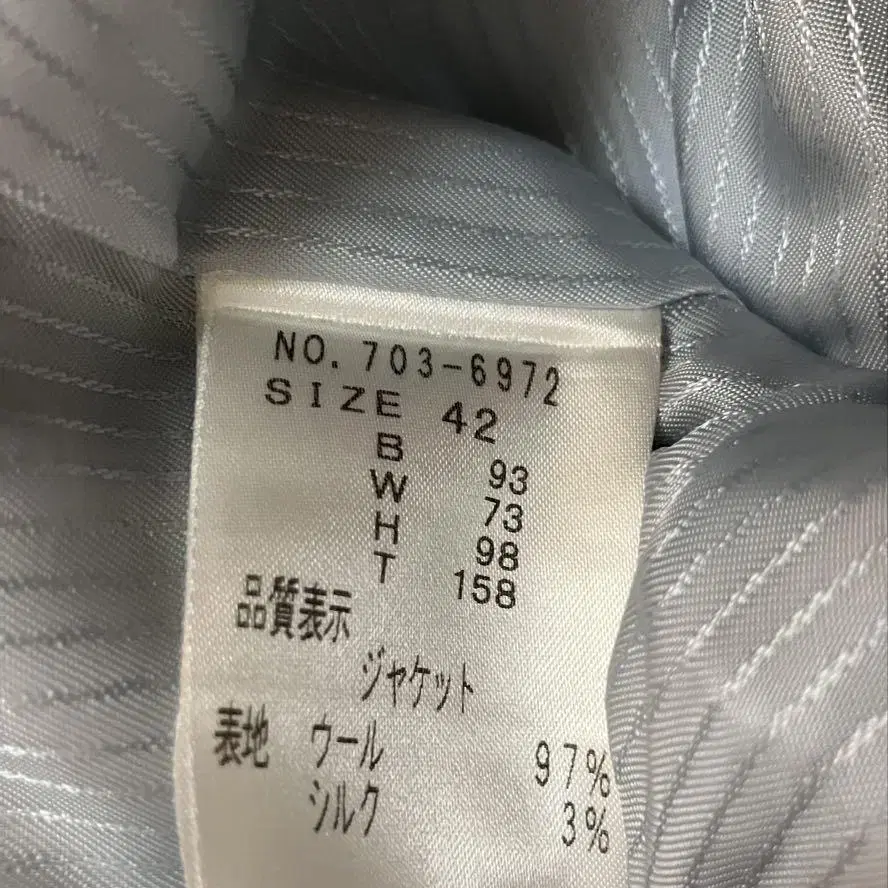 NO. 703-6972
SIZE 42
B 93
W 73
H 98
T 158
品質表示
ジャケット
表地 ウール 97%
シルク 3%